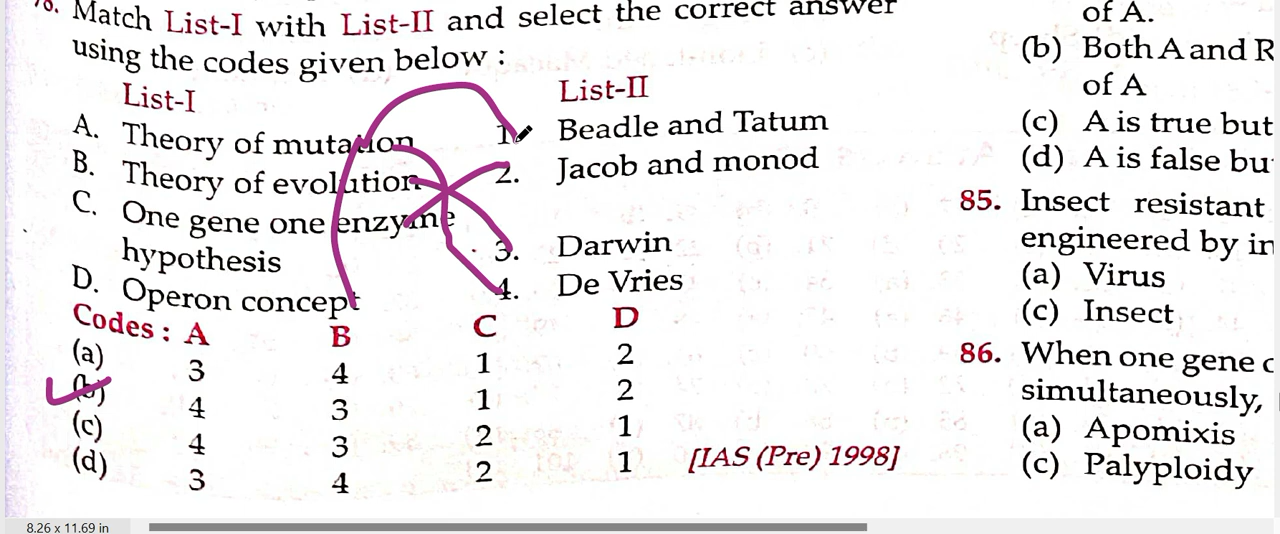 78. Match List-I with List-II and select the correct answer
using the codes given below :
List-I List-II
A. Theory of mutation 1. Beadle and Tatum
B. Theory of evolution 2. Jacob and monod
C. One gene one enzyme
hypothesis 3. Darwin
D. Operon concept 4. De Vries
Codes : A B C D
(a) 3 4 1 2
(b) 4 3 1 2
(c) 4 3 2 1
(d) 3 4 2 1 [IAS (Pre) 1998]
of A.
(b) Both A and R
of A
(c) A is true but
(d) A is false bu
85. Insect resistant
engineered by in
(a) Virus
(c) Insect
86. When one gene c
simultaneously,
(a) Apomixis
(c) Palyploidy
8.26 x 11.69 in